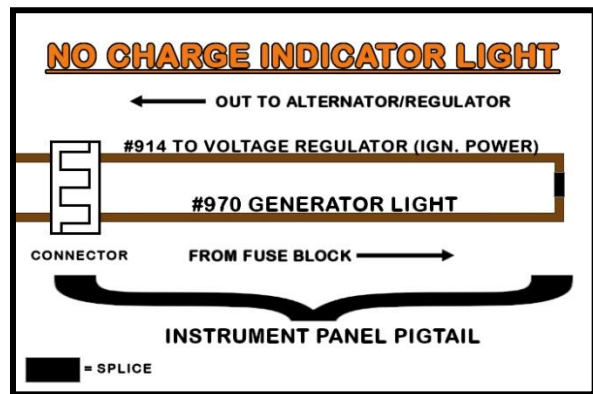 NO CHARGE INDICATOR LIGHT
OUT TO ALTERNATOR/REGULATOR
#914 TO VOLTAGE REGULATOR (IGN. POWER)
#970 GENERATOR LIGHT
CONNECTOR
FROM FUSE BLOCK
INSTRUMENT PANEL PIGTAIL
= SPLICE